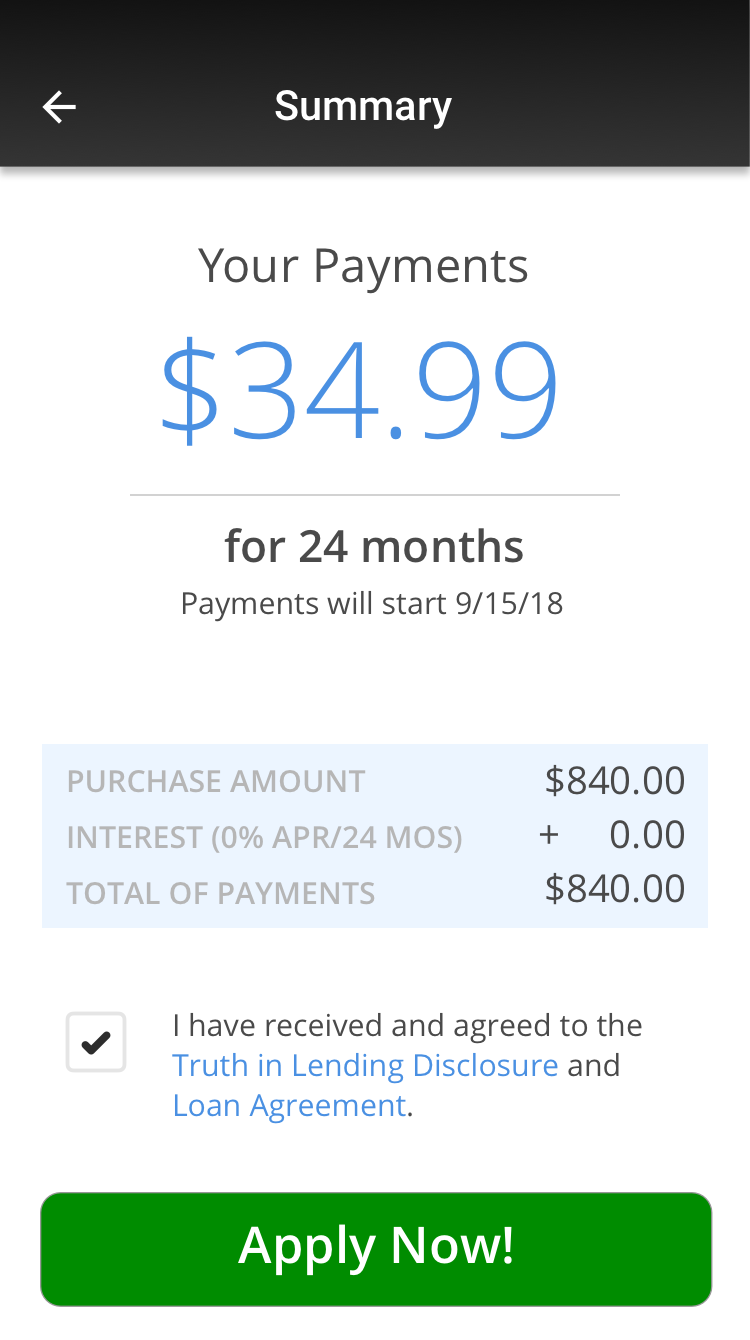 Summary
Your Payments
$34.99
for 24 months
Payments will start 9/15/18
PURCHASE AMOUNT $840.00
INTEREST (0% APR/24 MOS) + 0.00
TOTAL OF PAYMENTS $840.00
I have received and agreed to the
Truth in Lending Disclosure and
Loan Agreement.
Apply Now!